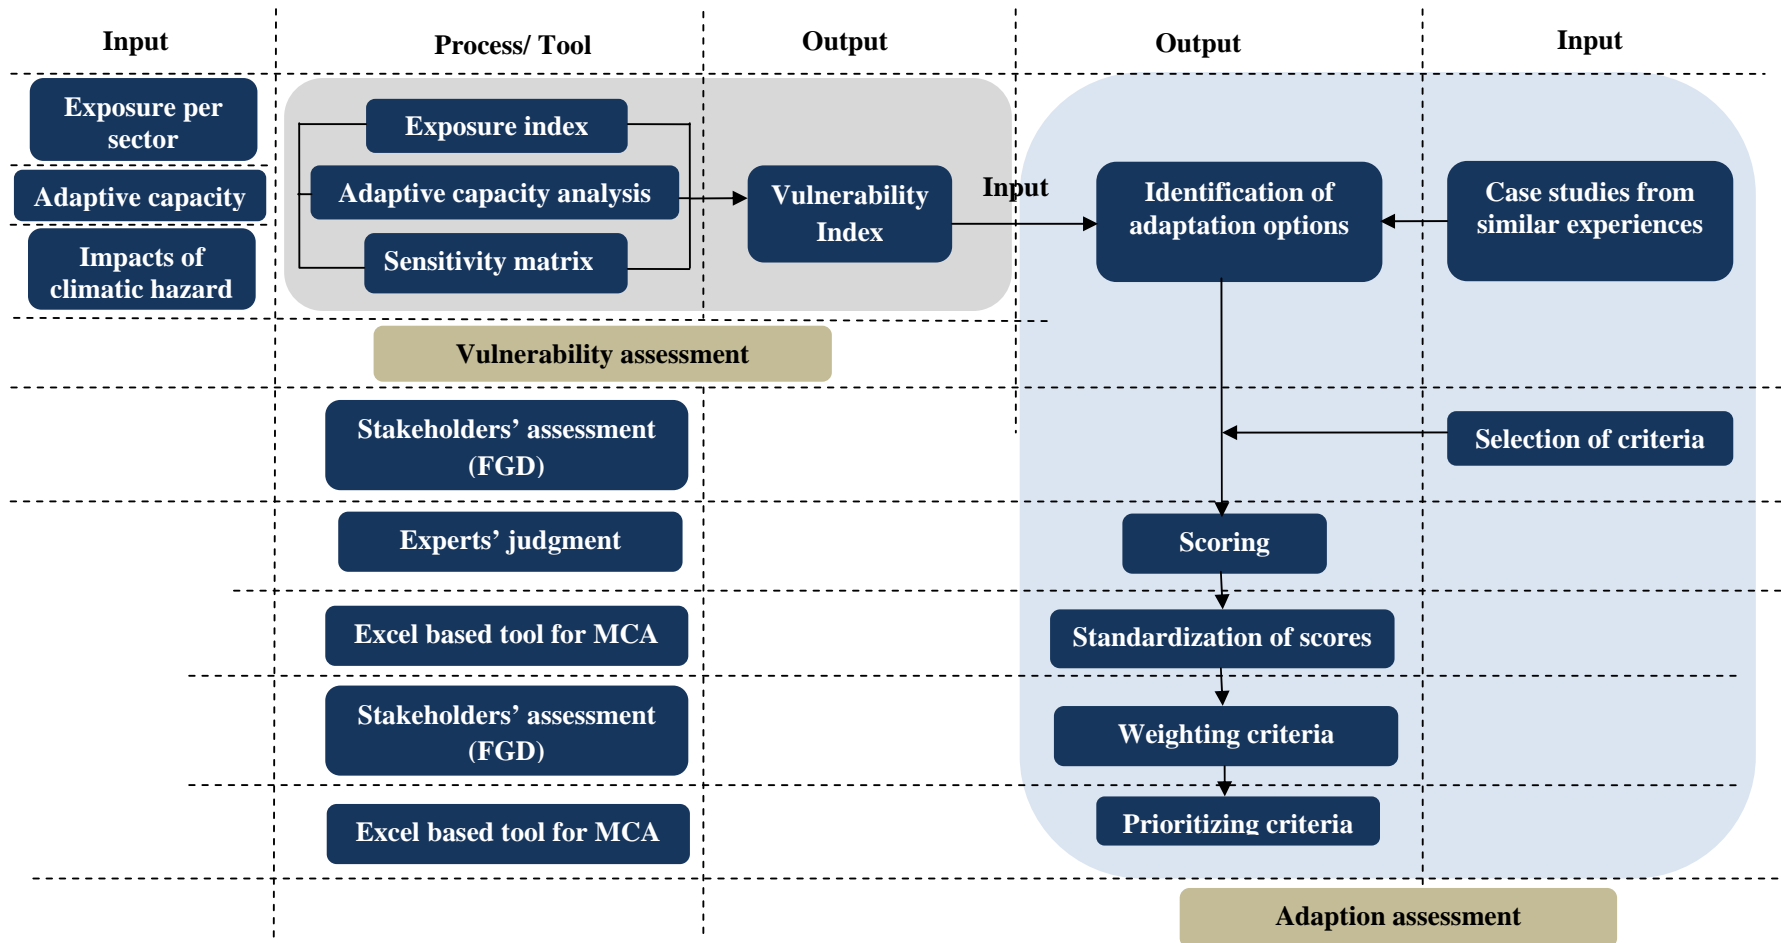 Input
Process/ Tool
Output
Output
Input
Exposure per
sector
Exposure index
Adaptive capacity
Adaptive capacity analysis
Vulnerability
Index
Input
Identification of
adaptation options
Case studies from
similar experiences
Impacts of
climatic hazard
Sensitivity matrix
Vulnerability assessment
Stakeholders’ assessment
(FGD)
Selection of criteria
Experts’ judgment
Scoring
Excel based tool for MCA
Standardization of scores
Stakeholders’ assessment
(FGD)
Weighting criteria
Excel based tool for MCA
Prioritizing criteria
Adaption assessment